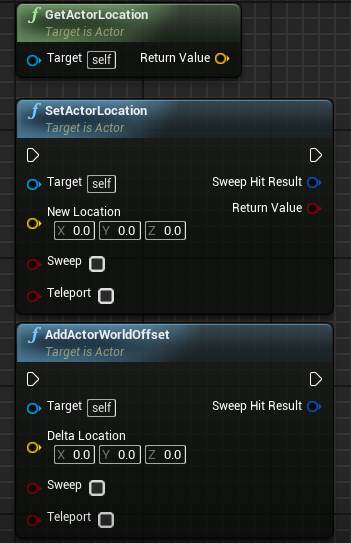 f GetActorLocation
Target is Actor
Target self Return Value
f SetActorLocation
Target is Actor
Target self Sweep Hit Result
Return Value
New Location
X 0.0 Y 0.0 Z 0.0
Sweep
Teleport
f AddActorWorldOffset
Target is Actor
Target self Sweep Hit Result
Delta Location
X 0.0 Y 0.0 Z 0.0
Sweep
Teleport